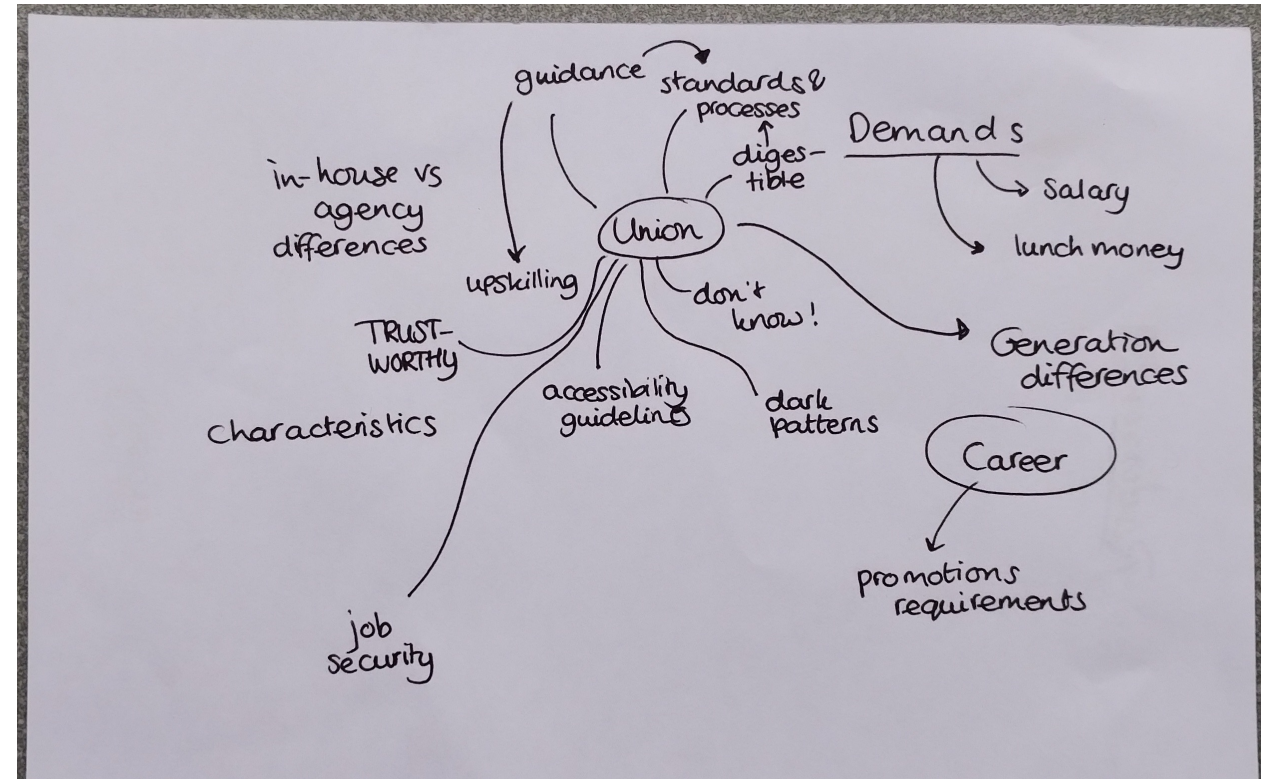 guidance
standards &
processes
Demands
diges-
tible
in-house vs
agency
differences
Salary
Union
lunch money
upskilling
don't
know!
TRUST-
WORTHY
Generation
differences
accessibility
guidelines
dark
patterns
characteristics
Career
promotions
requirements
job
security